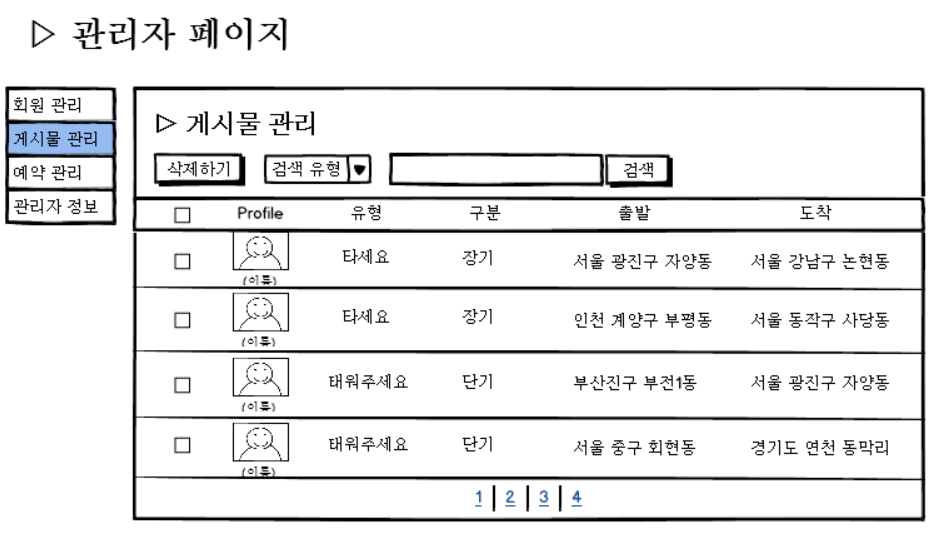 ▷ 관리자 페이지
회원 관리
게시물 관리
예약 관리
관리자 정보
▷ 게시물 관리
삭제하기 검색 유형 검색
Profile 유형 구분 출발 도착
타세요 장기 서울 광진구 자양동 서울 강남구 논현동
(이름)
타세요 장기 인천 계양구 부평동 서울 동작구 사당동
(이름)
태워주세요 단기 부산진구 부전1동 서울 광진구 자양동
(이름)
태워주세요 단기 서울 중구 회현동 경기도 연천 동막리
(이름)
1 | 2 | 3 | 4